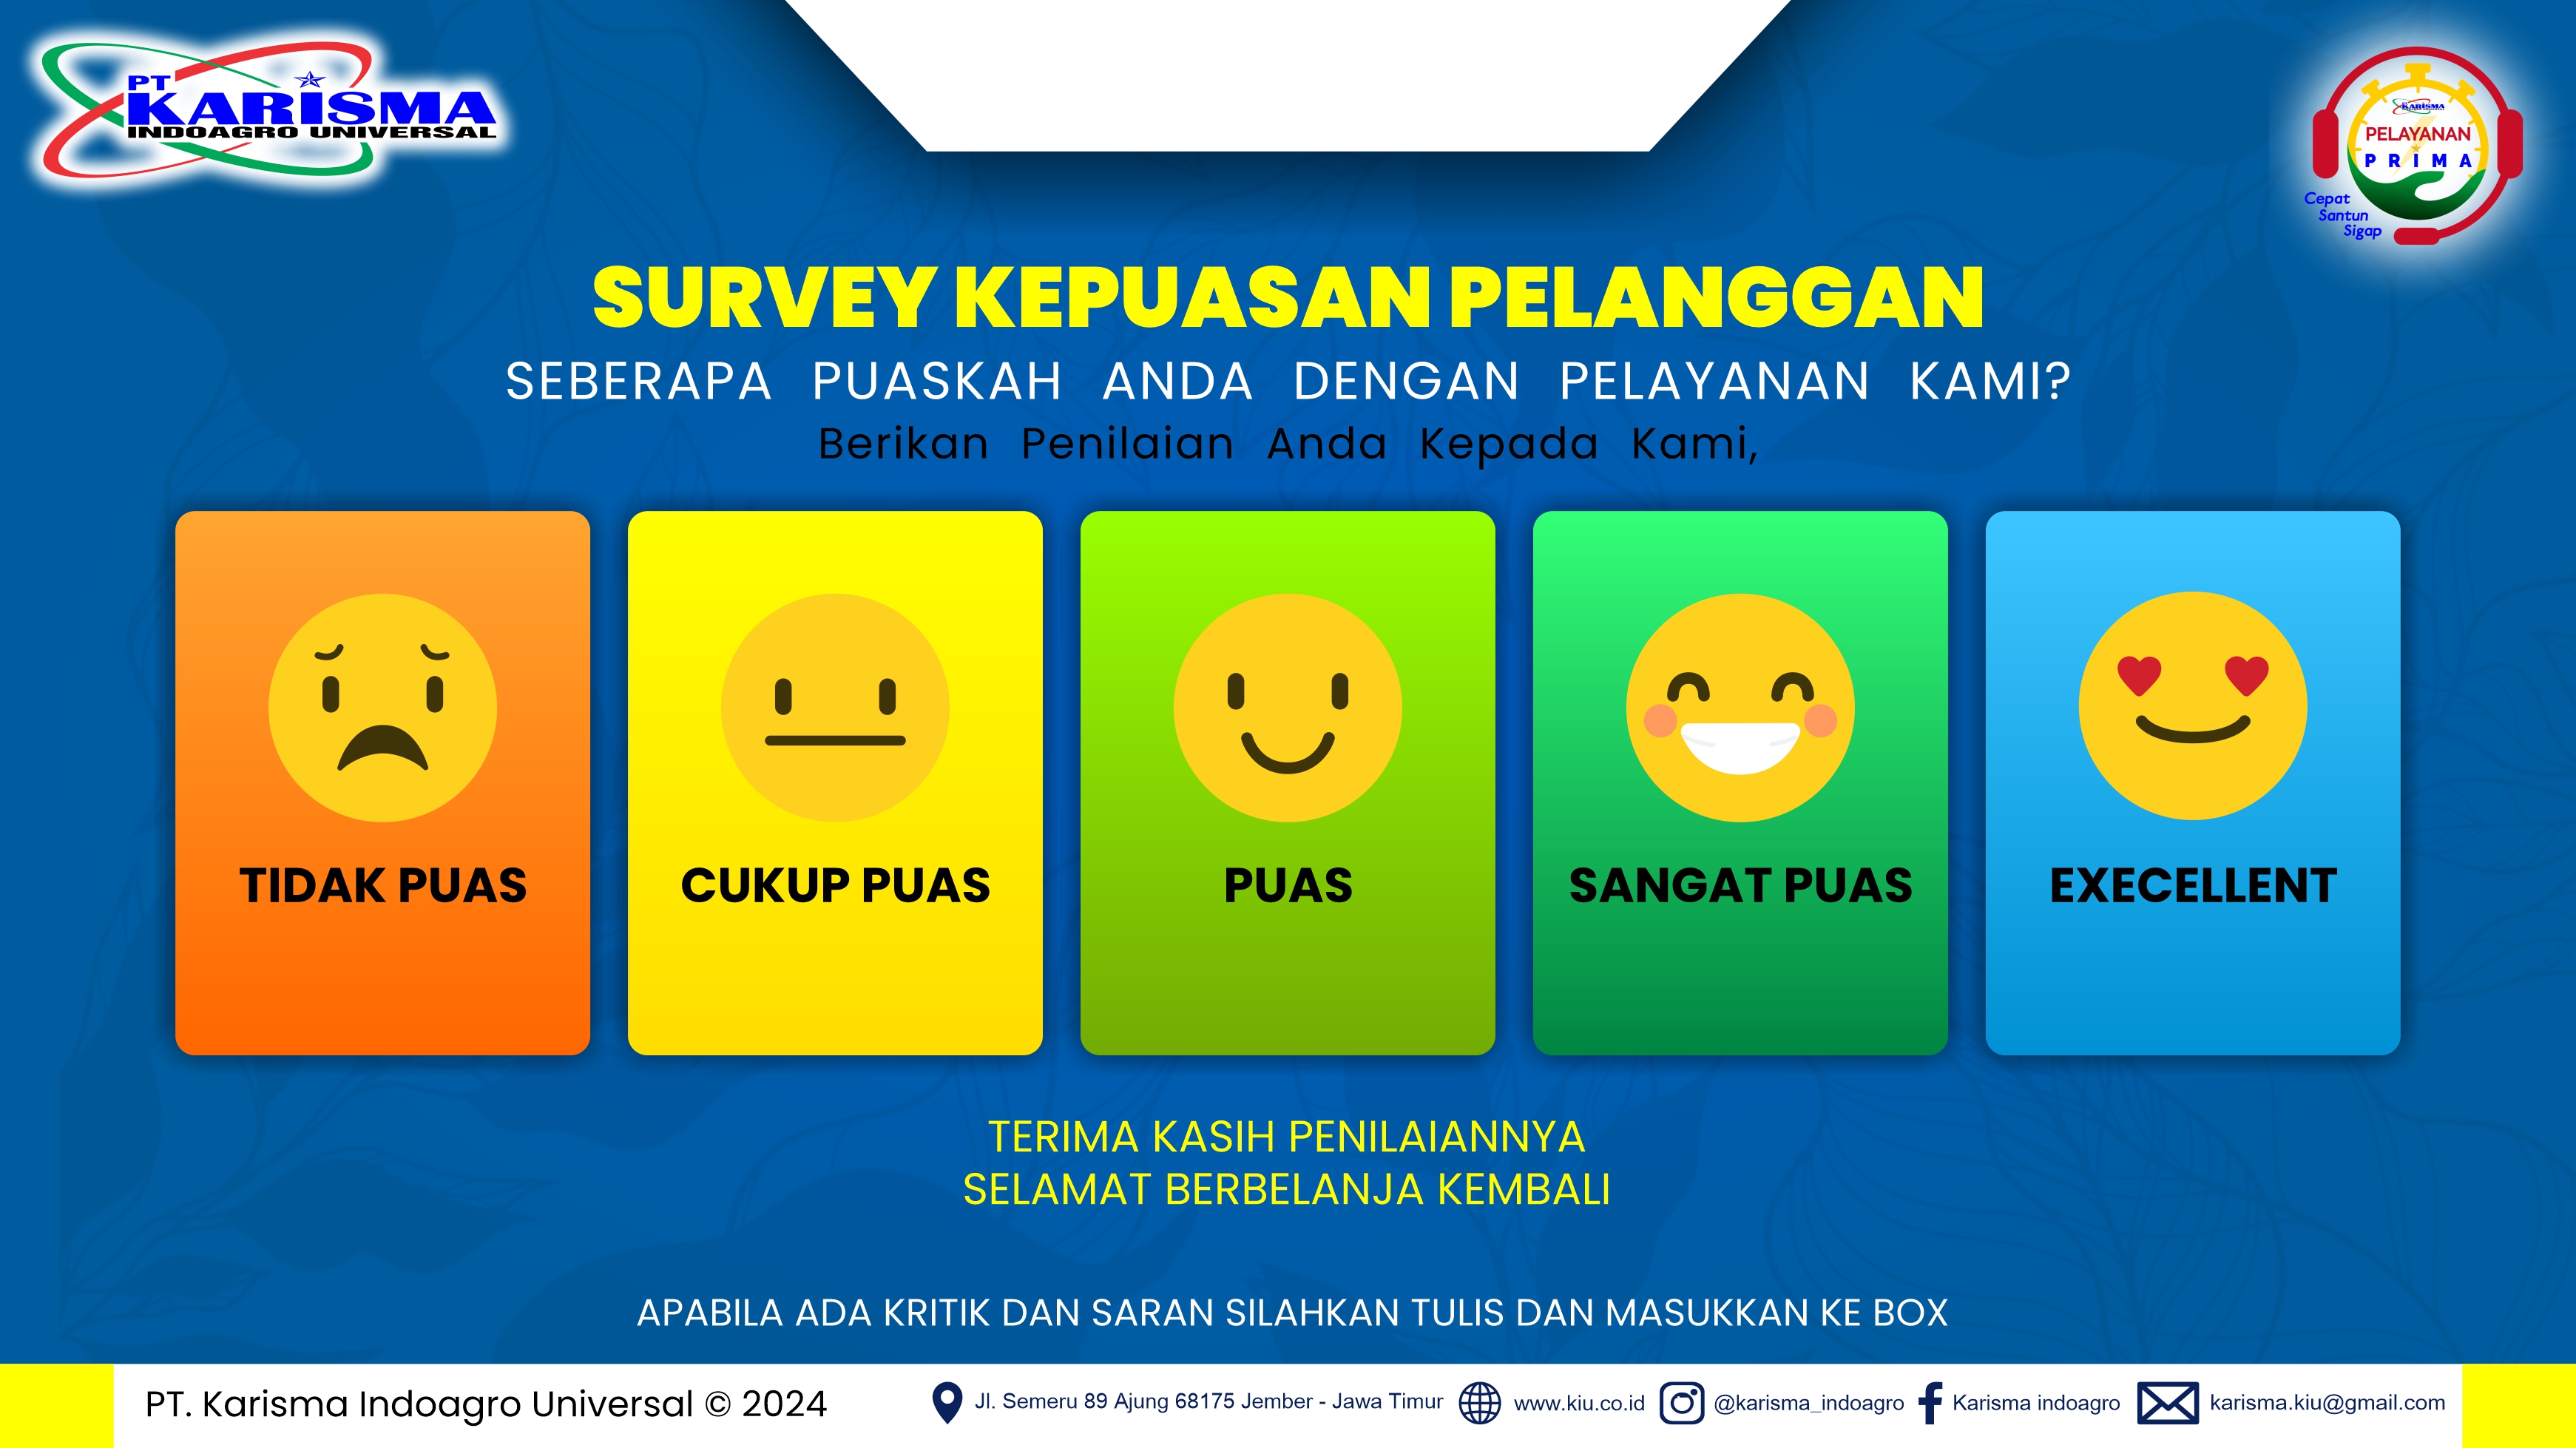 PT
KARISMA
INDOAGRO UNIVERSAL
KARISMA
PELAYANAN
PRIMA
Cepat
Santun
Sigap
SURVEY KEPUASAN PELANGGAN
SEBERAPA PUASKAH ANDA DENGAN PELAYANAN KAMI?
Berikan Penilaian Anda Kepada Kami,
TIDAK PUAS
CUKUP PUAS
PUAS
SANGAT PUAS
EXECELLENT
TERIMA KASIH PENILAIANNYA
SELAMAT BERBELANJA KEMBALI
APABILA ADA KRITIK DAN SARAN SILAHKAN TULIS DAN MASUKKAN KE BOX
PT. Karisma Indoagro Universal © 2024
Jl. Semeru 89 Ajung 68175 Jember - Jawa Timur
www.kiu.co.id
@karisma_indoagro
Karisma indoagro
karisma.kiu@gmail.com